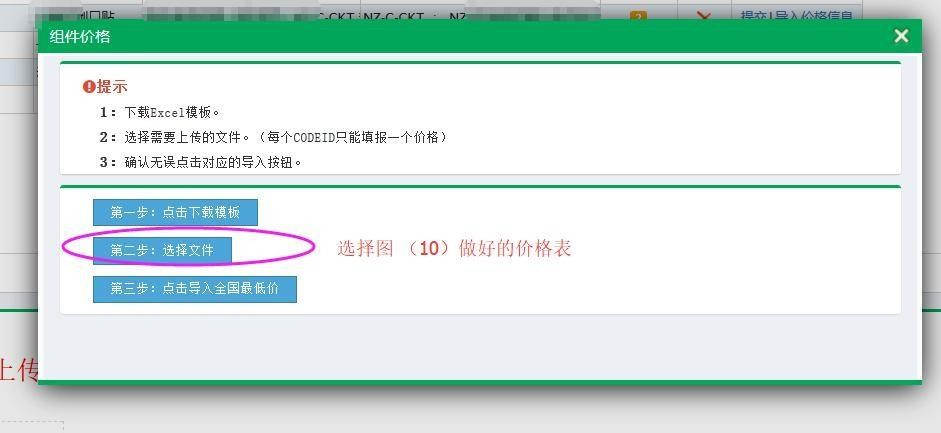 刨口贴 C-CKT NZ-C-CKT : NZ ? 提交|导入价格信息
组件价格
提示
1：下载Excel模板。
2：选择需要上传的文件。（每个CODEID只能填报一个价格）
3：确认无误点击对应的导入按钮。
第一步：点击下载模板
第二步：选择文件 选择图 （10）做好的价格表
第三步：点击导入全国最低价
上传